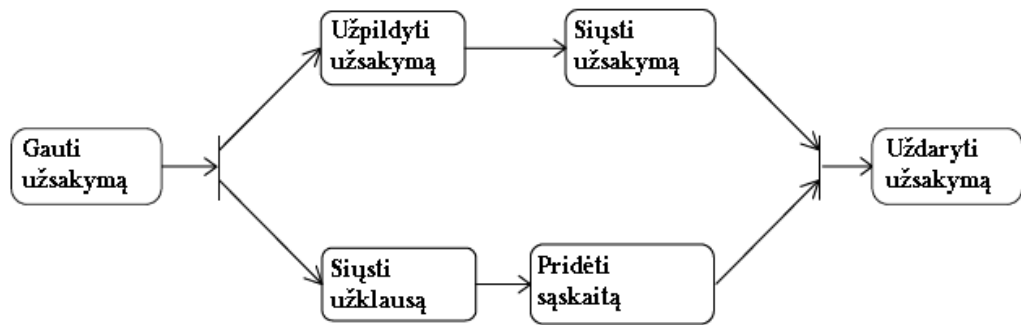 Gauti
užsakymą
Užpildyti
užsakymą
Siųsti
užsakymą
Siųsti
užklausą
Pridėti
sąskaitą
Uždaryti
užsakymą